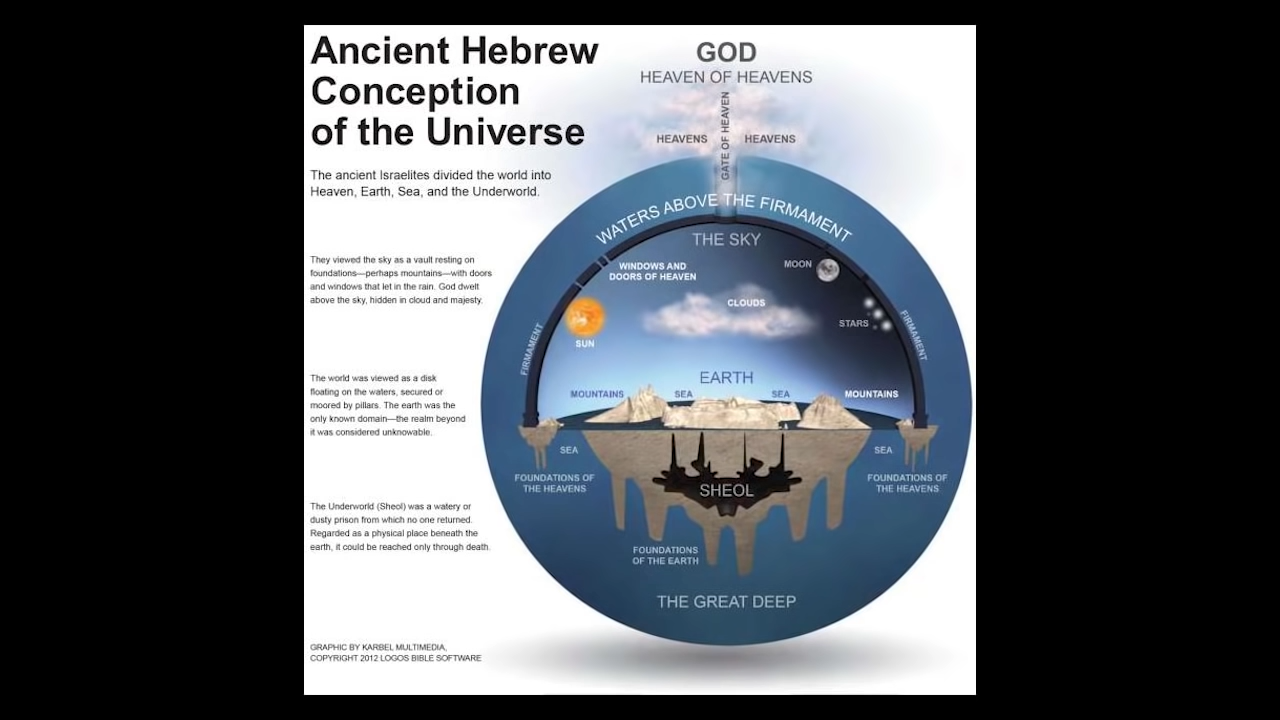 Ancient Hebrew
Conception
of the Universe
The ancient Israelites divided the world into
Heaven, Earth, Sea, and the Underworld.
They viewed the sky as a vault resting on
foundations—perhaps mountains—with doors
and windows that let in the rain. God dwelt
above the sky, hidden in cloud and majesty.
The world was viewed as a disk
floating on the waters, secured or
moored by pillars. The earth was the
only known domain—the realm beyond
it was considered unknowable.
The Underworld (Sheol) was a watery or
dusty prison from which no one returned.
Regarded as a physical place beneath the
earth, it could be reached only through death.
GRAPHIC BY KARBEL MULTIMEDIA,
COPYRIGHT 2012 LOGOS BIBLE SOFTWARE
GOD
HEAVEN OF HEAVENS
GATE OF HEAVEN
HEAVENS
HEAVENS
WATERS ABOVE THE FIRMAMENT
THE SKY
WINDOWS AND
DOORS OF HEAVEN
MOON
CLOUDS
STARS
SUN
FIRMAMENT
FIRMAMENT
EARTH
MOUNTAINS
SEA
SEA
MOUNTAINS
SEA
SEA
FOUNDATIONS OF
THE HEAVENS
FOUNDATIONS OF
THE HEAVENS
SHEOL
FOUNDATIONS
OF THE EARTH
THE GREAT DEEP